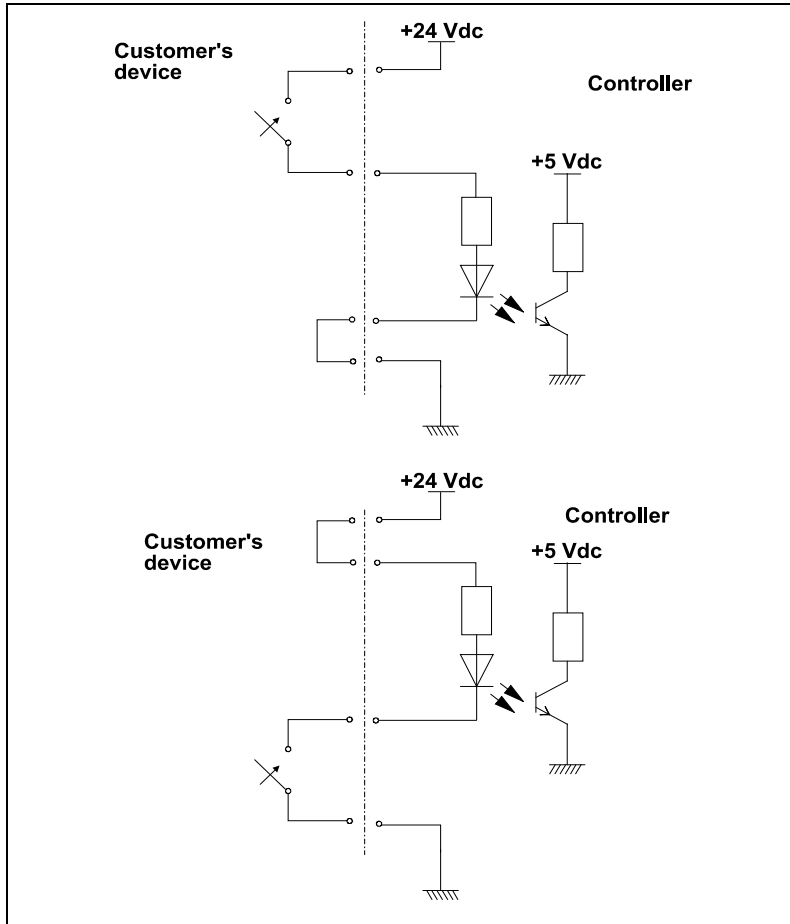 +24 Vdc
Customer's
device
Controller
+5 Vdc
+24 Vdc
Controller
Customer's
device
+5 Vdc